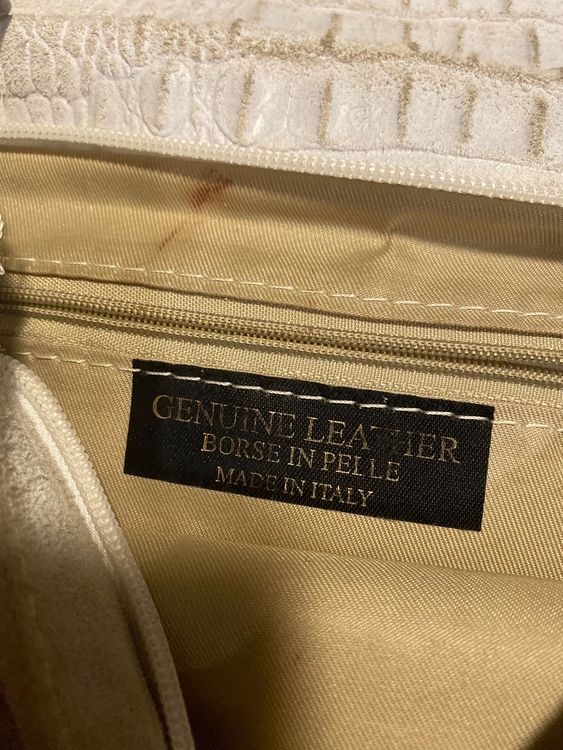 GENUINE LEATHER
BORSE IN PELLE
MADE IN ITALY